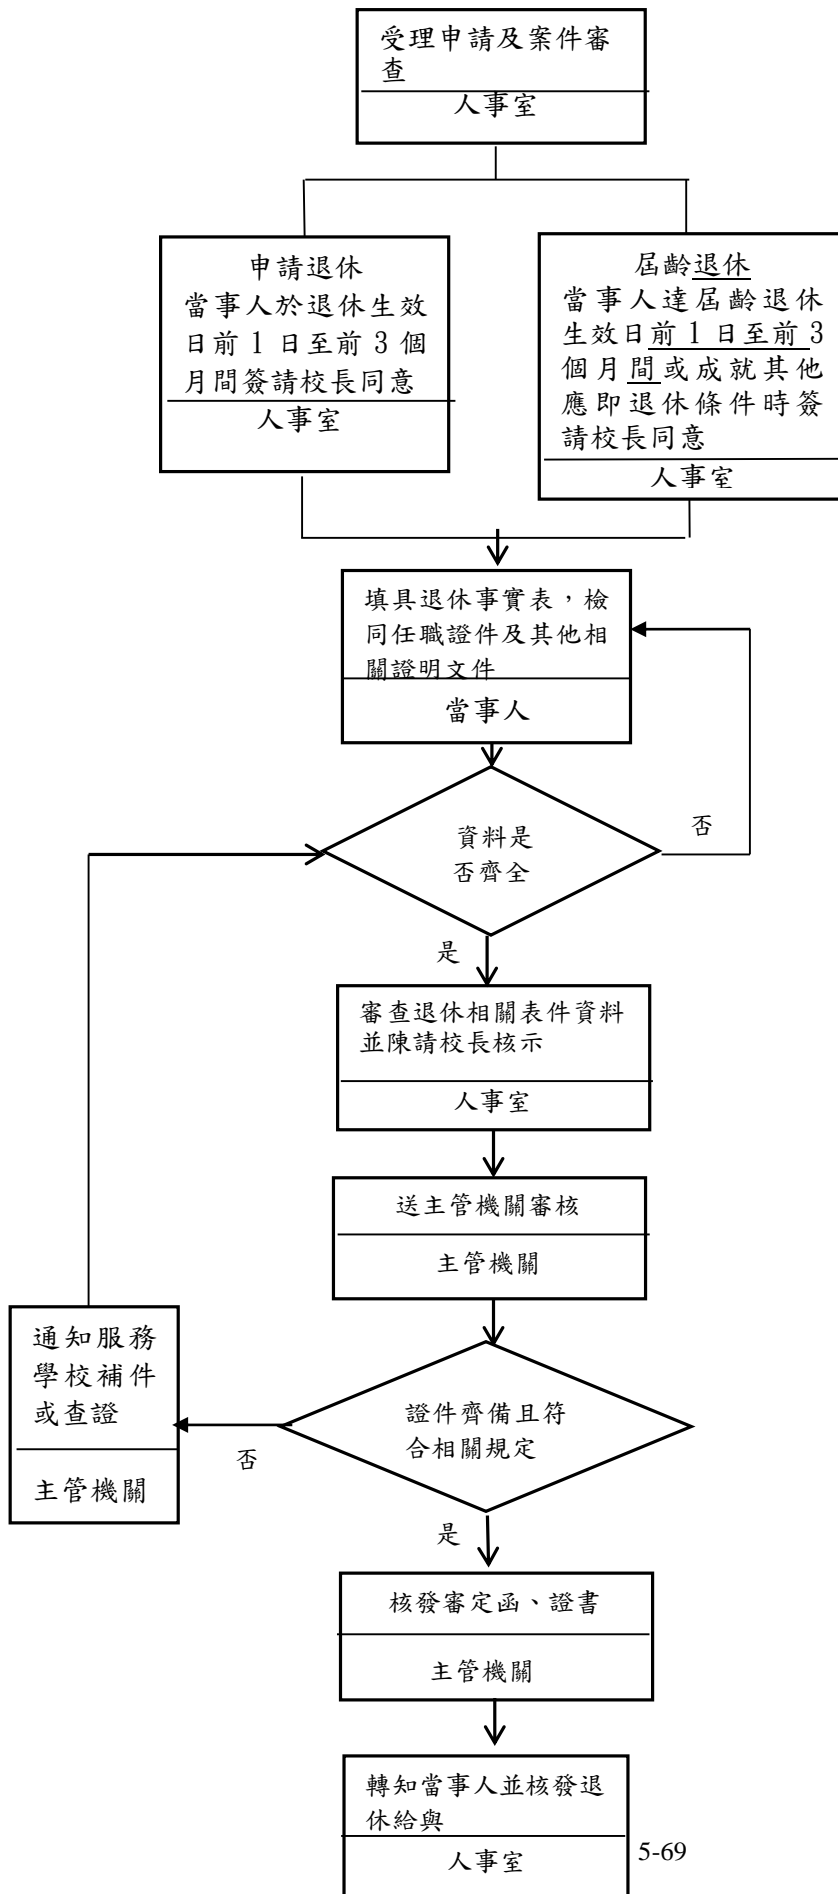 受理申請及案件審
查
人事室
申請退休
當事人於退休生效
日前 1 日至前 3 個
月間簽請校長同意
人事室
屆齡退休
當事人達屆齡退休
生效日前 1 日至前 3
個月間或成就其他
應即退休條件時簽
請校長同意
人事室
填具退休事實表，檢
同任職證件及其他相
關證明文件
當事人
資料是
否齊全
否
是
審查退休相關表件資料
並陳請校長核示
人事室
送主管機關審核
主管機關
通知服務
學校補件
或查證
主管機關
否
證件齊備且符
合相關規定
是
核發審定函、證書
主管機關
轉知當事人並核發退
休給與
人事室
5-69